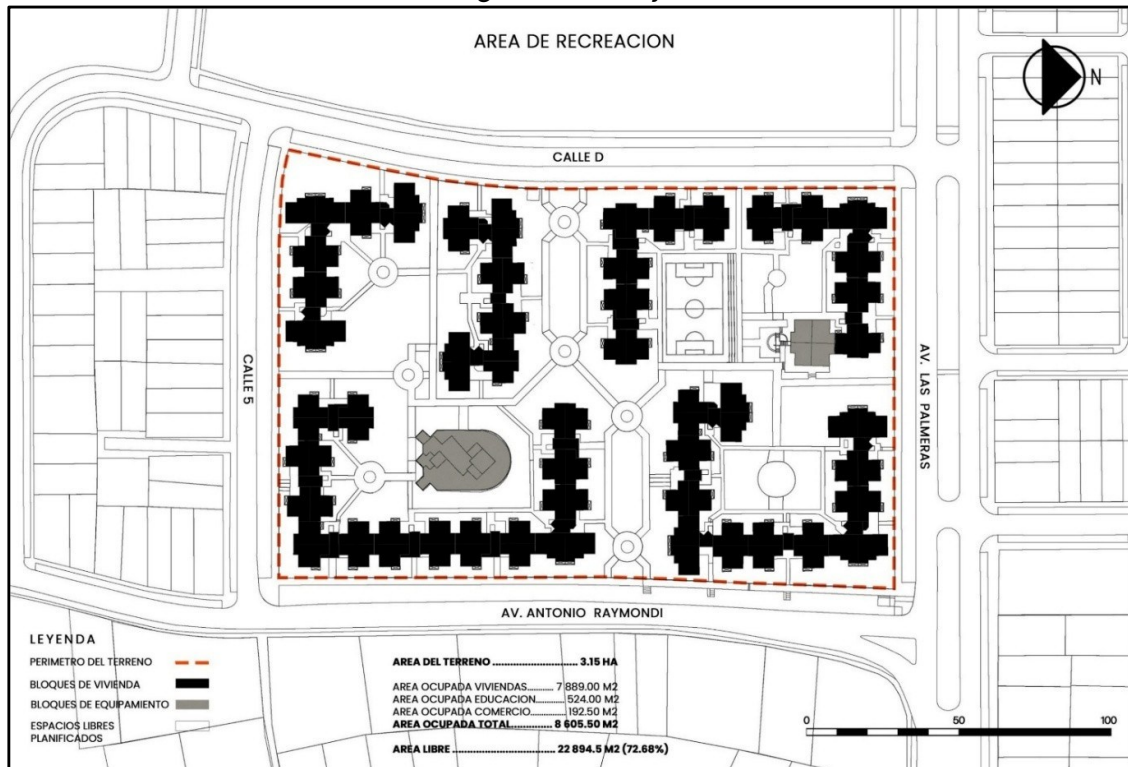 AREA DE RECREACION
N
CALLE D
CALLE 5
AV. LAS PALMERAS
AV. ANTONIO RAYMONDI
LEYENDA
PERIMETRO DEL TERRENO
BLOQUES DE VIVIENDA
BLOQUES DE EQUIPAMIENTO
ESPACIOS LIBRES
PLANIFICADOS
AREA DEL TERRENO ........................... 3.15 HA
AREA OCUPADA VIVIENDAS......... 7 889.00 M2
AREA OCUPADA EDUCACION.......... 524.00 M2
AREA OCUPADA COMERCIO............ 192.50 M2
AREA OCUPADA TOTAL.............. 8 605.50 M2
AREA LIBRE ................................. 22 894.5 M2 (72.68%)
0 50 100